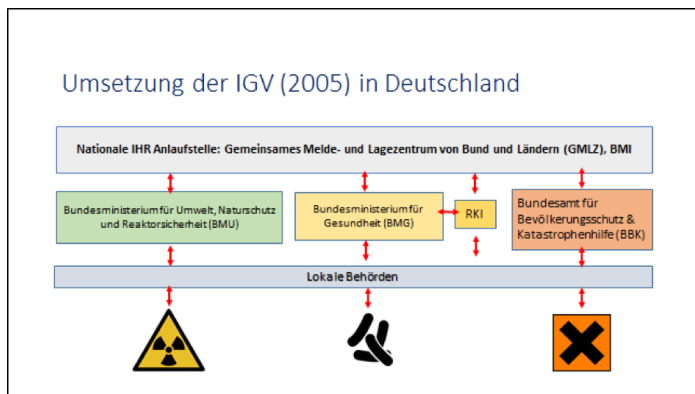 Umsetzung der IGV (2005) in Deutschland
Nationale IHR Anlaufstelle: Gemeinsames Melde- und Lagezentrum von Bund und Ländern (GMLZ), BMI
Bundesministerium für Umwelt, Naturschutz
und Reaktorsicherheit (BMU)
Bundesministerium für
Gesundheit (BMG)
RKI
Bundesamt für
Bevölkerungsschutz &
Katastrophenhilfe (BBK)
Lokale Behörden